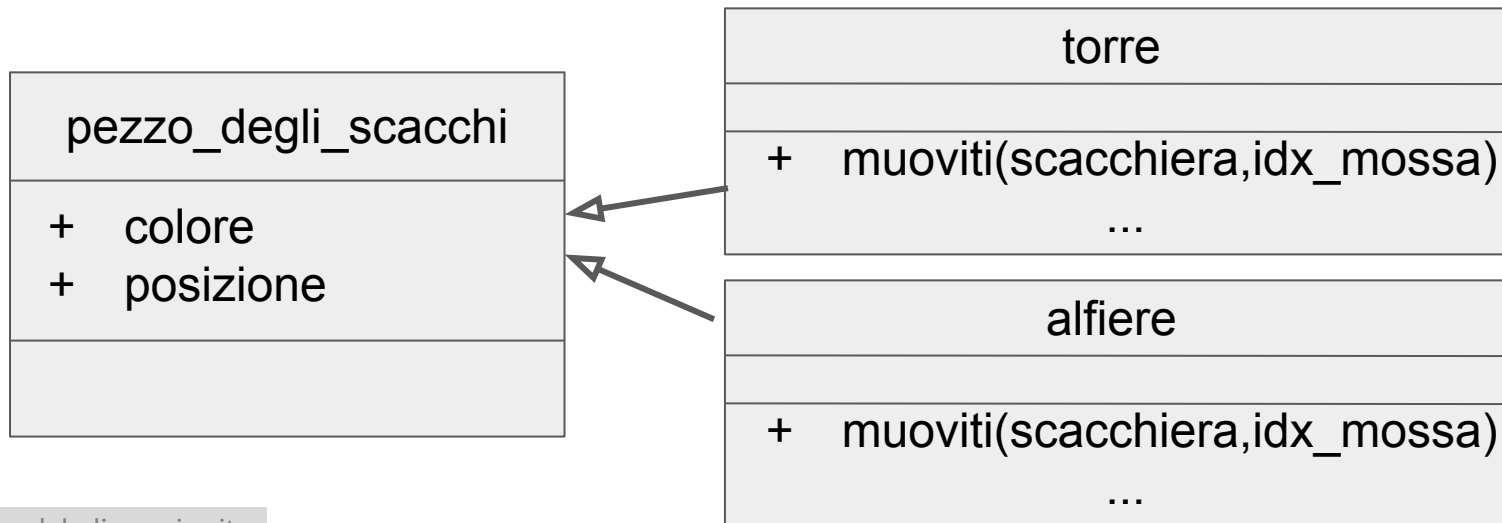 pezzo_degli_scacchi
+ colore
+ posizione
torre
+ muoviti(scacchiera,idx_mossa)
...
alfiere
+ muoviti(scacchiera,idx_mossa)
...